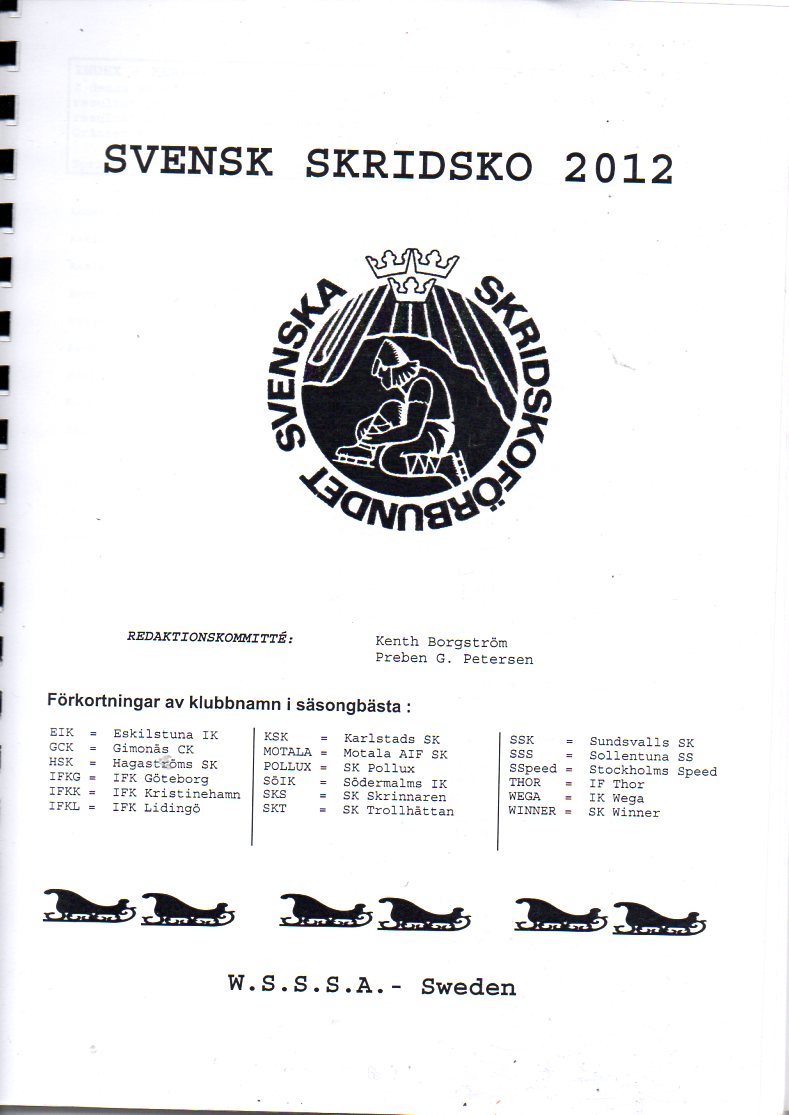 SVENSK SKRIDSKO 2012
SVENSKA SKRIDSKOFÖRBUNDET
REDAKTIONSKOMMITTÉ:
Kenth Borgström
Preben G. Petersen
Förkortningar av klubbnamn i säsongbästa :
EIK = Eskilstuna IK
GCK = Gimonäs CK
HSK = Hagaströms SK
IFKG = IFK Göteborg
IFKK = IFK Kristinehamn
IFKL = IFK Lidingö
KSK = Karlstads SK
MOTALA = Motala AIF SK
POLLUX = SK Pollux
SÖIK = Södermalms IK
SKS = SK Skrinnaren
SKT = SK Trollhättan
SSK = Sundsvalls SK
SSS = Sollentuna SS
SSpeed = Stockholms Speed
THOR = IF Thor
WEGA = IK Wega
WINNER = SK Winner
W.S.S.S.A.- Sweden